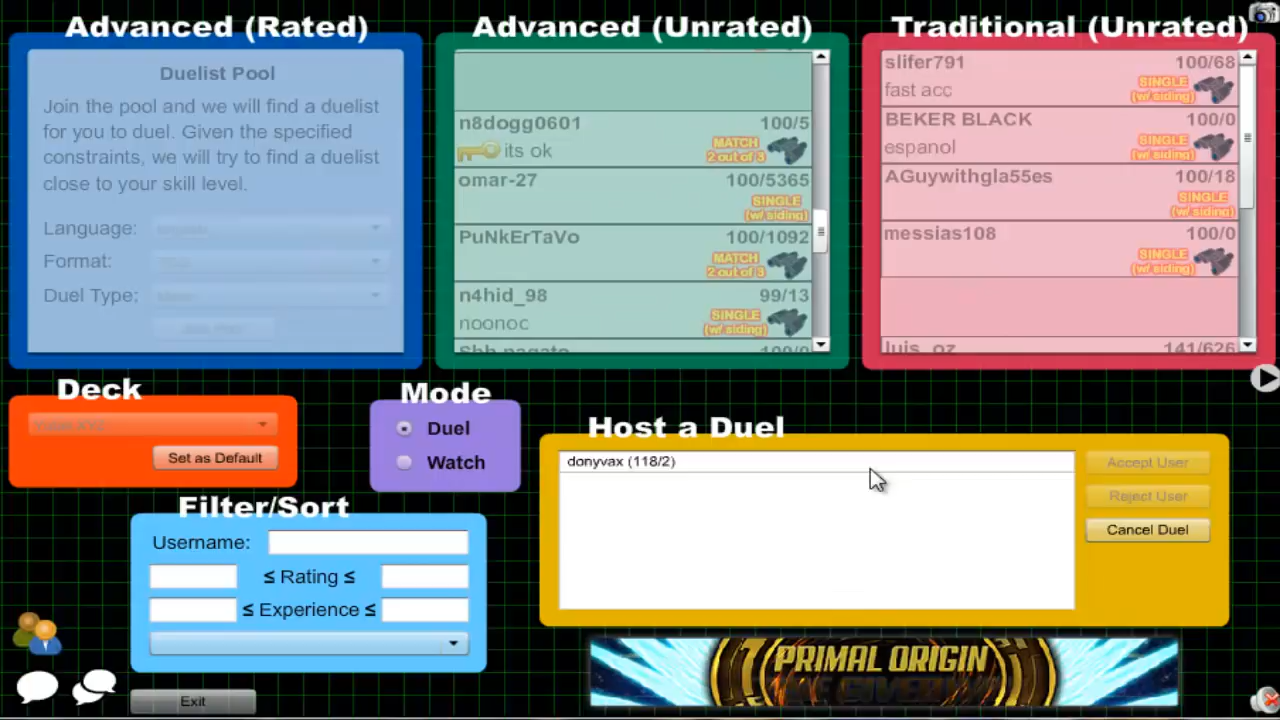 Advanced (Rated)
Duelist Pool
Join the pool and we will find a duelist
for you to duel. Given the specified
constraints, we will try to find a duelist
close to your skill level.
Language:
Format:
Duel Type:
Advanced (Unrated)
n8dogg0601 100/5
its ok MATCH
2 out of 3
omar-27 100/5365
SINGLE
(w/ siding)
PuNkErTaVo 100/1092
MATCH
2 out of 3
n4hid_98 99/13
noonoc SINGLE
(w/ siding)
Traditional (Unrated)
slifer791 100/68
fast acc SINGLE
(w/ siding)
BEKER BLACK 100/0
espanol SINGLE
(w/ siding)
AGuywithgla55es 100/18
SINGLE
(w/ siding)
messias108 100/0
SINGLE
(w/ siding)
luis_oz 141/626
Deck
Set as Default
Mode
Duel
Watch
Host a Duel
donyvax (118/2)
Accept User
Reject User
Cancel Duel
Filter/Sort
Username:
≤ Rating ≤
≤ Experience ≤
Exit
PRIMAL ORIGIN